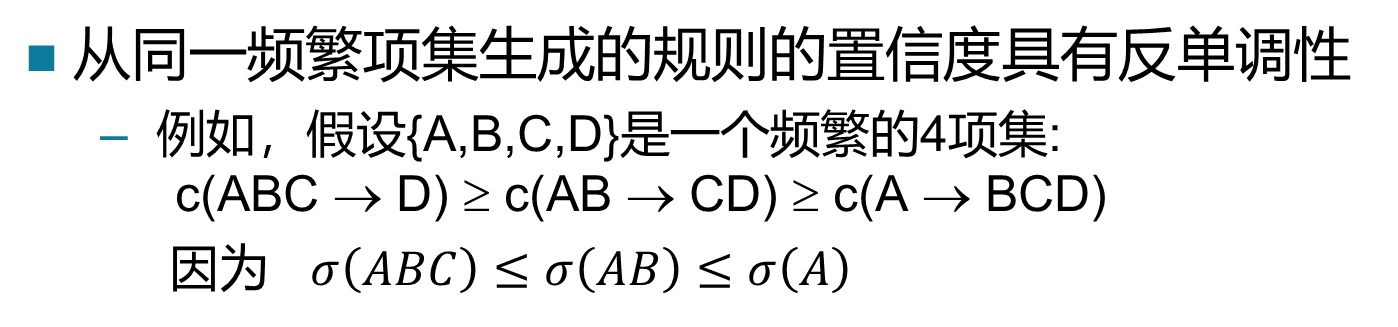 ■ 从同一频繁项集生成的规则的置信度具有反单调性
– 例如，假设{A,B,C,D}是一个频繁的4项集:
c(ABC → D) ≥ c(AB → CD) ≥ c(A → BCD)
因为 σ(ABC) ≤ σ(AB) ≤ σ(A)